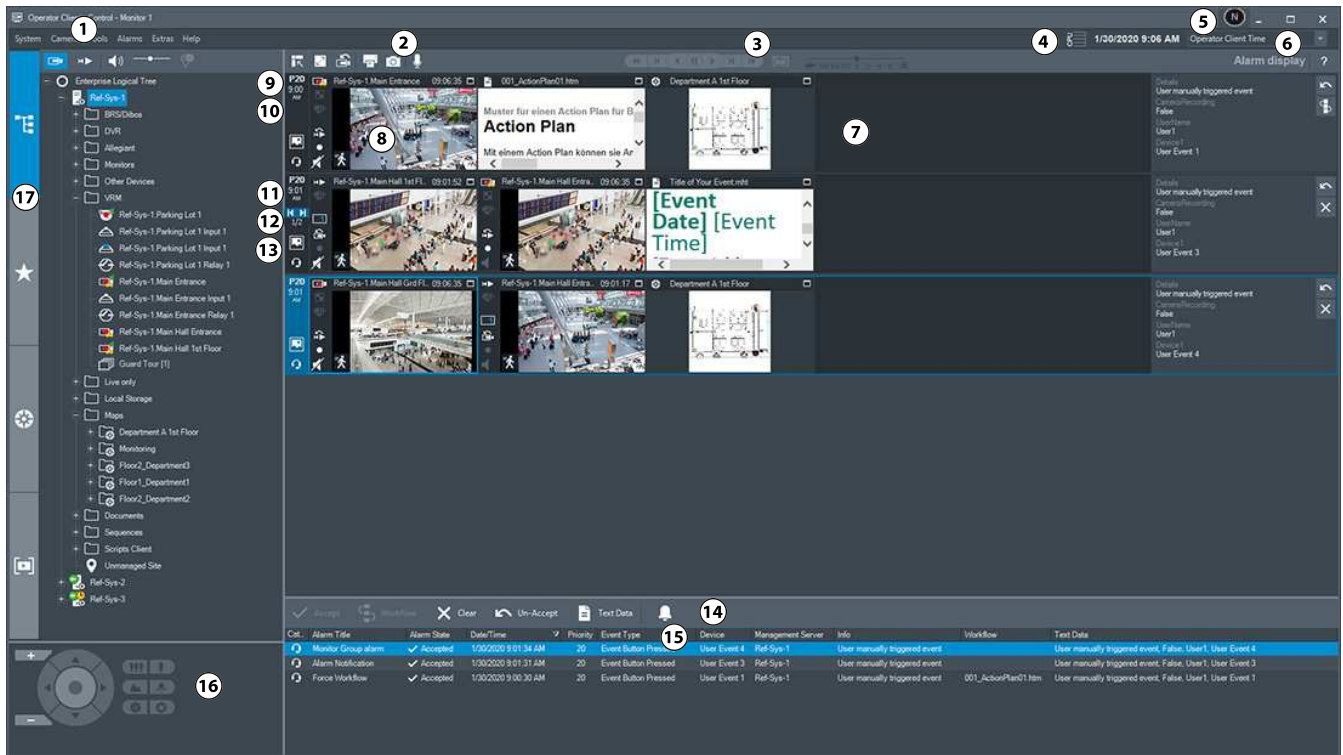 Operator Client - Control - Monitor 1
1
5
N
System Camera Tools Alarms Extras Help
2
3
4
1/30/2020 9:06 AM
Operator Client Time
6
Alarm display ?
9
Enterprise Logical Tree
Ref-Sys-1
10
BRS/Dibos
DVR
Allegiant
Monitors
Other Devices
VRM
Ref-Sys-1.Parking Lot 1
Ref-Sys-1.Parking Lot 1 Input 1
Ref-Sys-1.Parking Lot 1 Input 1
Ref-Sys-1.Parking Lot 1 Relay 1
Ref-Sys-1.Main Entrance
Ref-Sys-1.Main Entrance Input 1
Ref-Sys-1.Main Entrance Relay 1
Ref-Sys-1.Main Hall Entrance
Ref-Sys-1.Main Hall 1st Floor
Guard Tour [1]
Live only
Local Storage
Maps
Department A 1st Floor
Monitoring
Floor2_Department3
Floor1_Department1
Floor2_Department2
Documents
Sequences
Scripts Client
Unmanaged Site
Ref-Sys-2
Ref-Sys-3
17
11
12
13
P20
9:00
AM
Ref-Sys-1.Main Entrance 09:06:35
001_ActionPlan01.htm
Department A 1st Floor
8
Muster für einen Action Plan für B
Action Plan
Mit einem Action Plan können sie Ar
7
Details
User manually triggered event
CameraRecording
False
UserName
User1
Device1
User Event 1
P20
9:01
AM
1/2
Ref-Sys-1.Main Hall 1st Fl.. 09:01:52
Ref-Sys-1.Main Hall Entra.. 09:06:35
Title of Your Event.mht
[Event
Date] [Event
Time]
Details
User manually triggered event
CameraRecording
False
UserName
User1
Device1
User Event 3
P20
9:01
AM
Ref-Sys-1.Main Hall Grd Fl.. 09:06:35
Ref-Sys-1.Main Hall Entra.. 09:01:17
Department A 1st Floor
Details
User manually triggered event
CameraRecording
False
UserName
User1
Device1
User Event 4
Accept Workflow Clear Un-Accept Text Data
14
15
Cat.. Alarm Title Alarm State Date/Time Priority Event Type Device Management Server Info Workflow Text Data
Monitor Group alarm Accepted 1/30/2020 9:01:34 AM 20 Event Button Pressed User Event 4 Ref-Sys-1 User manually triggered event User manually triggered event, False, User1, User Event 4
Alarm Notification Accepted 1/30/2020 9:01:31 AM 20 Event Button Pressed User Event 3 Ref-Sys-1 User manually triggered event User manually triggered event, False, User1, User Event 3
Force Workflow Accepted 1/30/2020 9:00:30 AM 20 Event Button Pressed User Event 1 Ref-Sys-1 User manually triggered event 001_ActionPlan01.htm User manually triggered event, False, User1, User Event 1
16